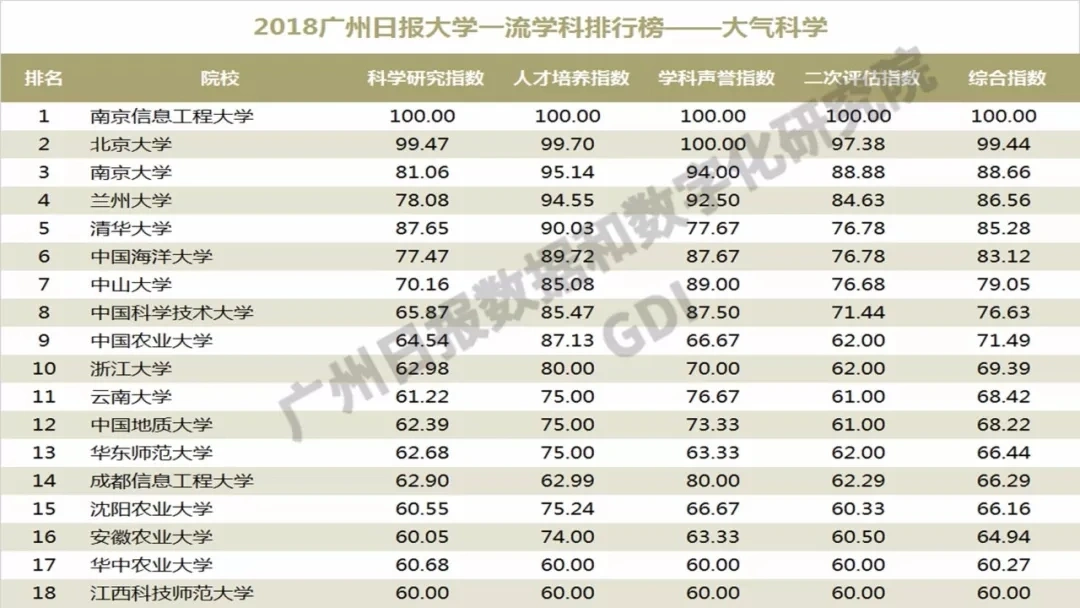 2018广州日报大学一流学科排行榜——大气科学
排名 院校 科学研究指数 人才培养指数 学科声誉指数 二次评估指数 综合指数
1 南京信息工程大学 100.00 100.00 100.00 100.00 100.00
2 北京大学 99.47 99.70 100.00 97.38 99.44
3 南京大学 81.06 95.14 94.00 88.88 88.66
4 兰州大学 78.08 94.55 92.50 84.63 86.56
5 清华大学 87.65 90.03 77.67 76.78 85.28
6 中国海洋大学 77.47 89.72 87.67 76.78 83.12
7 中山大学 70.16 85.08 89.00 76.68 79.05
8 中国科学技术大学 65.87 85.47 87.50 71.44 76.63
9 中国农业大学 64.54 87.13 66.67 62.00 71.49
10 浙江大学 62.98 80.00 70.00 62.00 69.39
11 云南大学 61.22 75.00 76.67 61.00 68.42
12 中国地质大学 62.39 75.00 73.33 61.00 68.22
13 华东师范大学 62.68 75.00 63.33 62.00 66.44
14 成都信息工程大学 62.90 62.99 80.00 62.29 66.29
15 沈阳农业大学 60.55 75.24 66.67 60.33 66.16
16 安徽农业大学 60.05 74.00 63.33 60.50 64.94
17 华中农业大学 60.68 60.00 60.00 60.00 60.27
18 江西科技师范大学 60.00 60.00 60.00 60.00 60.00
广州日报数据和数字化研究院
GDI